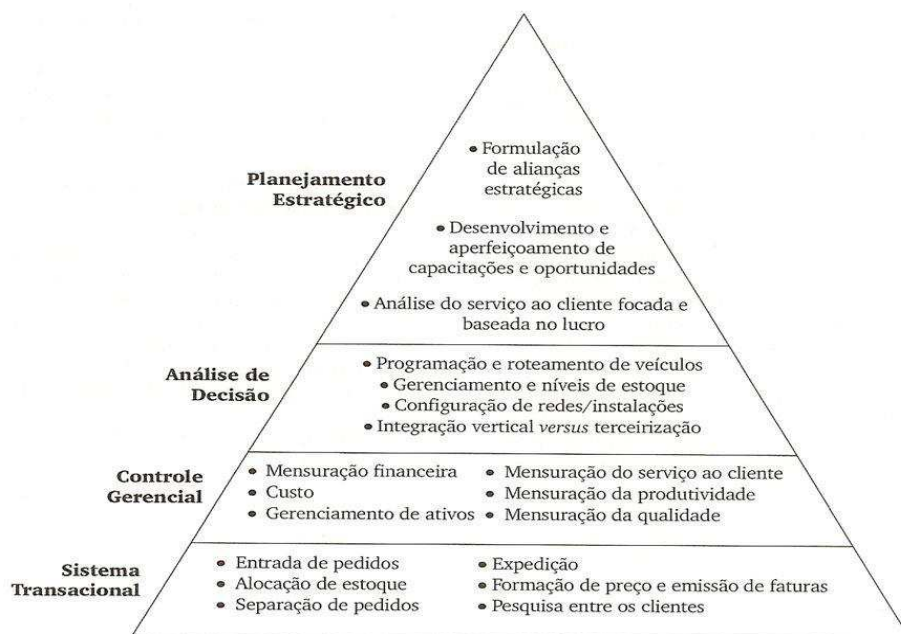 Planejamento
Estratégico
• Formulação
de alianças
estratégicas
• Desenvolvimento e
aperfeiçoamento de
capacitações e oportunidades
• Análise do serviço ao cliente focada e
baseada no lucro
Análise de
Decisão
• Programação e roteamento de veículos
• Gerenciamento e níveis de estoque
• Configuração de redes/instalações
• Integração vertical versus terceirização
Controle
Gerencial
• Mensuração financeira
• Custo
• Gerenciamento de ativos
• Mensuração do serviço ao cliente
• Mensuração da produtividade
• Mensuração da qualidade
Sistema
Transacional
• Entrada de pedidos
• Alocação de estoque
• Separação de pedidos
• Expedição
• Formação de preço e emissão de faturas
• Pesquisa entre os clientes